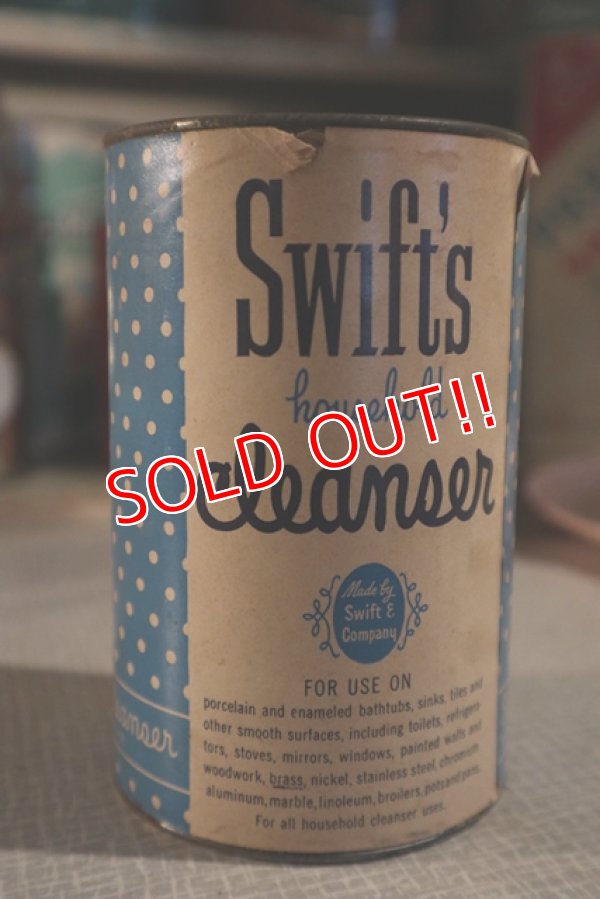 Swift's
household
SOLD OUT!!
cleanser
Made by
Swift &
Company
FOR USE ON
porcelain and enameled bathtubs, sinks, tiles and
other smooth surfaces, including toilets, refrigera-
tors, stoves, mirrors, windows, painted walls and
woodwork, brass, nickel, stainless steel, chromium
aluminum, marble, linoleum, broilers, pots and pans.
For all household cleanser uses.
cleanser